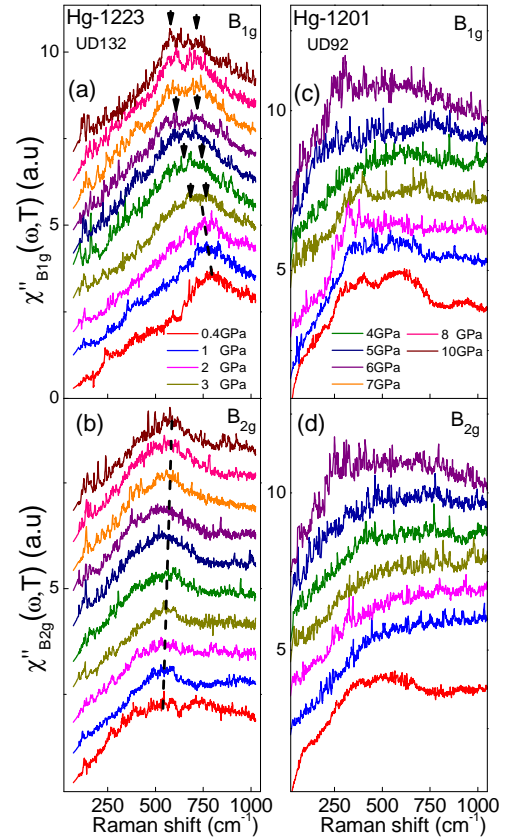 Hg-1223
UD132
B1g
Hg-1201
UD92
B1g
(a)
(c)
10
5
0
10
5
χ''B1g(ω,T) (a.u)
0.4GPa
1 GPa
2 GPa
3 GPa
4GPa
5GPa
6GPa
7GPa
8 GPa
10GPa
(b)
B2g
(d)
B2g
5
10
5
χ''B2g(ω,T) (a.u)
250 500 750 1000
250 500 750 1000
Raman shift (cm-1)
Raman shift (cm-1)